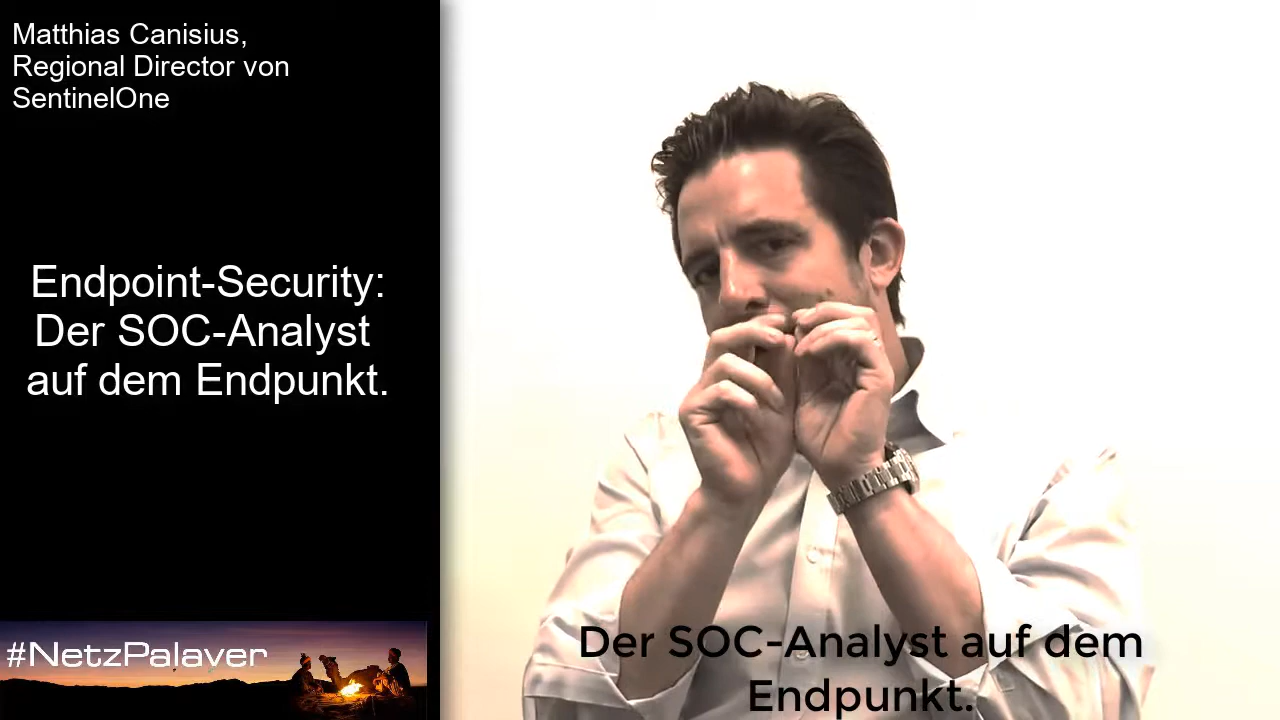 Matthias Canisius,
Regional Director von
SentinelOne
Endpoint-Security:
Der SOC-Analyst
auf dem Endpunkt.
#NetzPalaver
Der SOC-Analyst auf dem
Endpunkt.